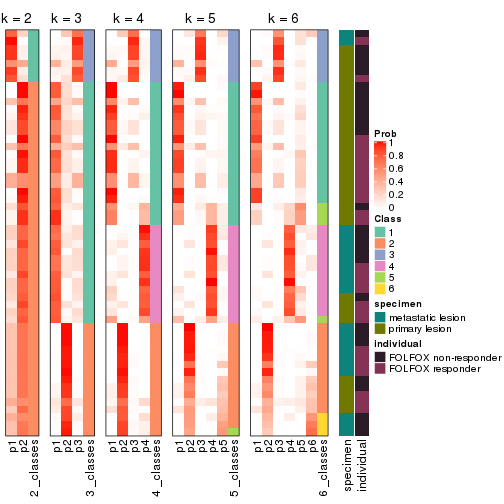 k = 2
k = 3
k = 4
k = 5
k = 6
p1
p2
2_classes
p1
p2
p3
3_classes
p1
p2
p3
p4
4_classes
p1
p2
p3
p4
p5
5_classes
p1
p2
p3
p4
p5
p6
6_classes
specimen
individual
Prob
1
0.8
0.6
0.4
0.2
0
Class
1
2
3
4
5
6
specimen
metastatic lesion
primary lesion
individual
FOLFOX non-responder
FOLFOX responder